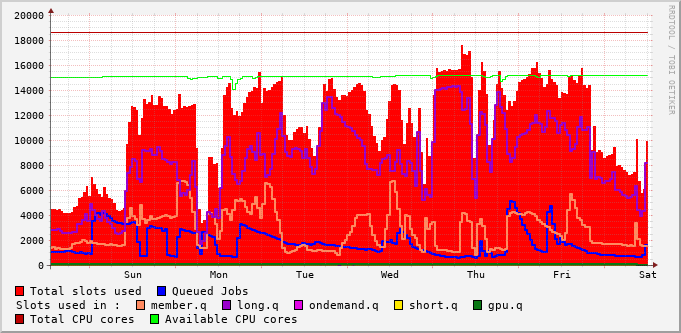 20000
18000
16000
14000
12000
10000
8000
6000
4000
2000
0
Sun Mon Tue Wed Thu Fri Sat
RRDTOOL / TOBI OETIKER
Total slots used Queued Jobs
Slots used in : member.q long.q ondemand.q short.q gpu.q
Total CPU cores Available CPU cores